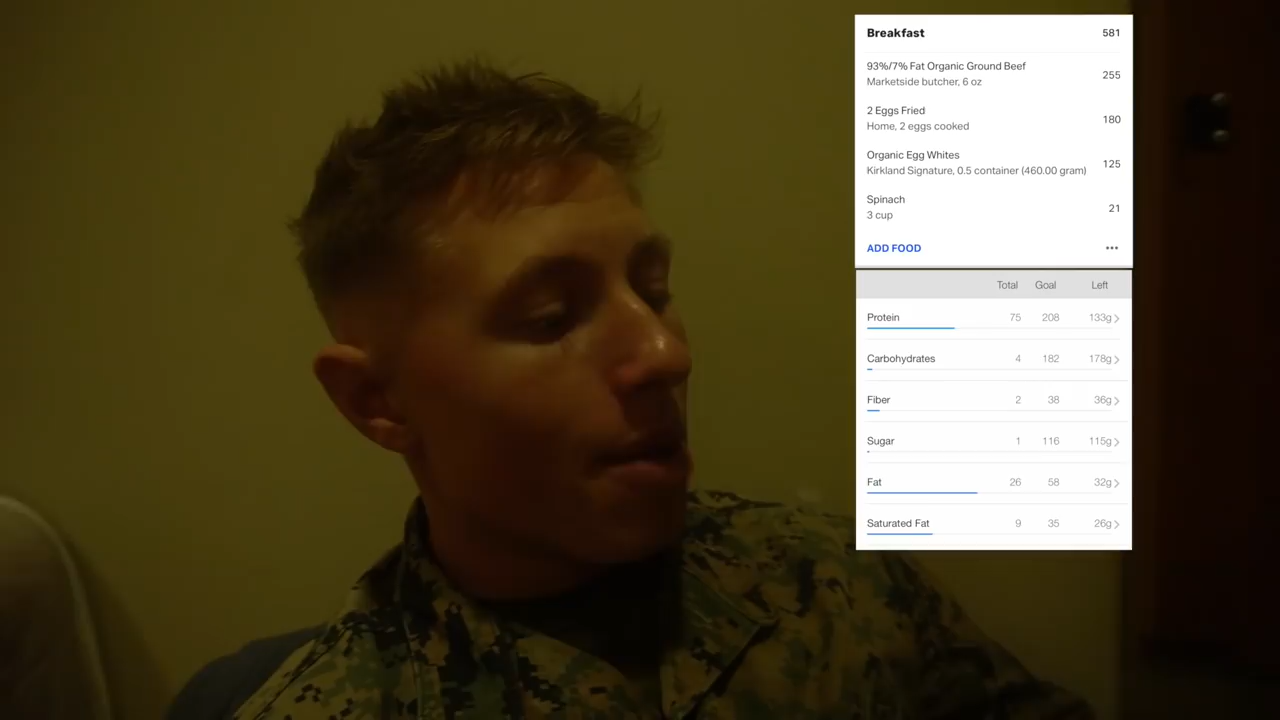 Breakfast 581
93%/7% Fat Organic Ground Beef
Marketside butcher, 6 oz 255
2 Eggs Fried
Home, 2 eggs cooked 180
Organic Egg Whites
Kirkland Signature, 0.5 container (460.00 gram) 125
Spinach
3 cup 21
ADD FOOD
Total Goal Left
Protein 75 208 133g
Carbohydrates 4 182 178g
Fiber 2 38 36g
Sugar 1 116 115g
Fat 26 58 32g
Saturated Fat 9 35 26g